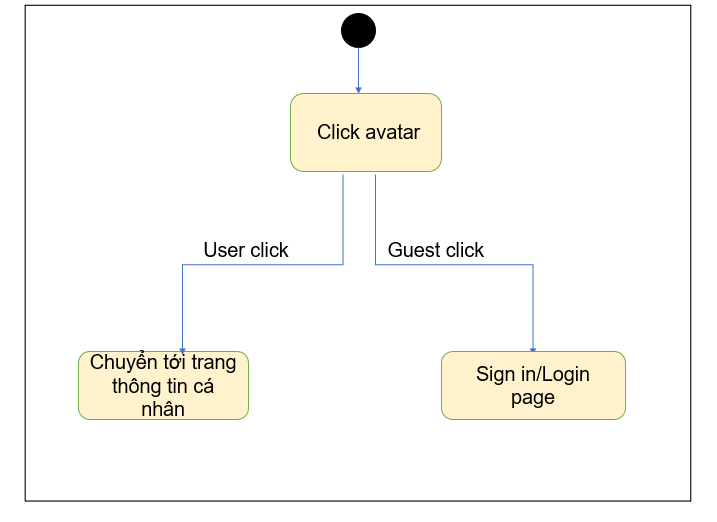 Click avatar
User click
Guest click
Chuyển tới trang
thông tin cá
nhân
Sign in/Login
page